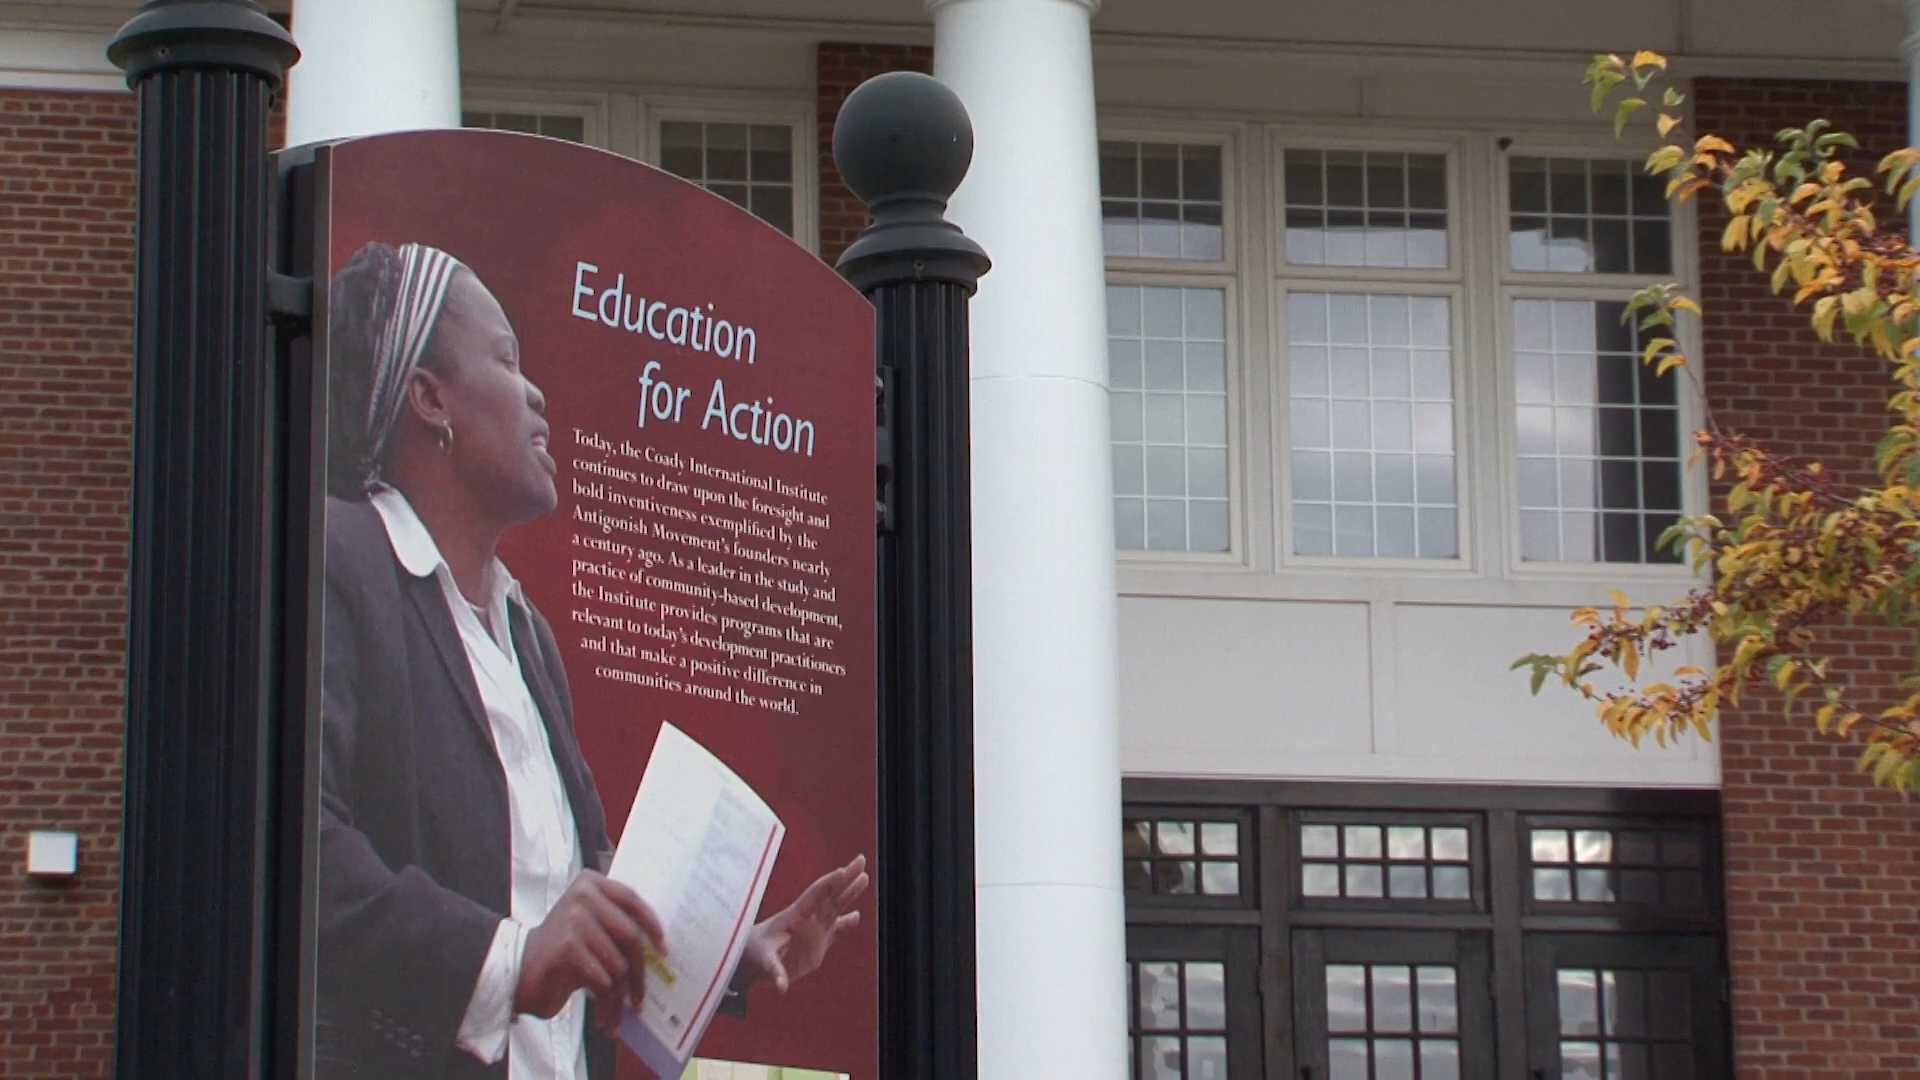 Education
for Action
Today, the Coady International Institute
continues to draw upon the foresight and
bold inventiveness exemplified by the
Antigonish Movement's founders nearly
a century ago. As a leader in the study and
practice of community-based development,
the Institute provides programs that are
relevant to today's development practitioners
and that make a positive difference in
communities around the world.